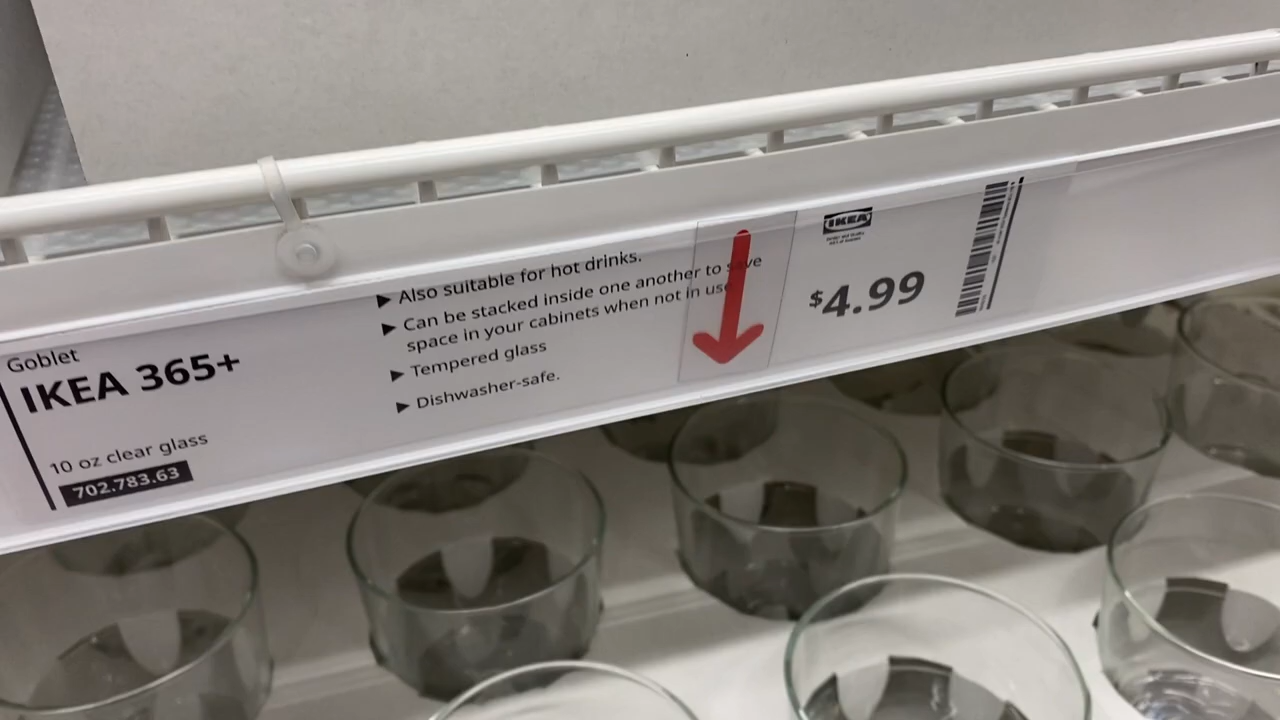 Goblet
IKEA 365+
10 oz clear glass
702.783.63
▶ Also suitable for hot drinks.
▶ Can be stacked inside one another to save
space in your cabinets when not in use
▶ Tempered glass
▶ Dishwasher-safe.
IKEA
$4.99